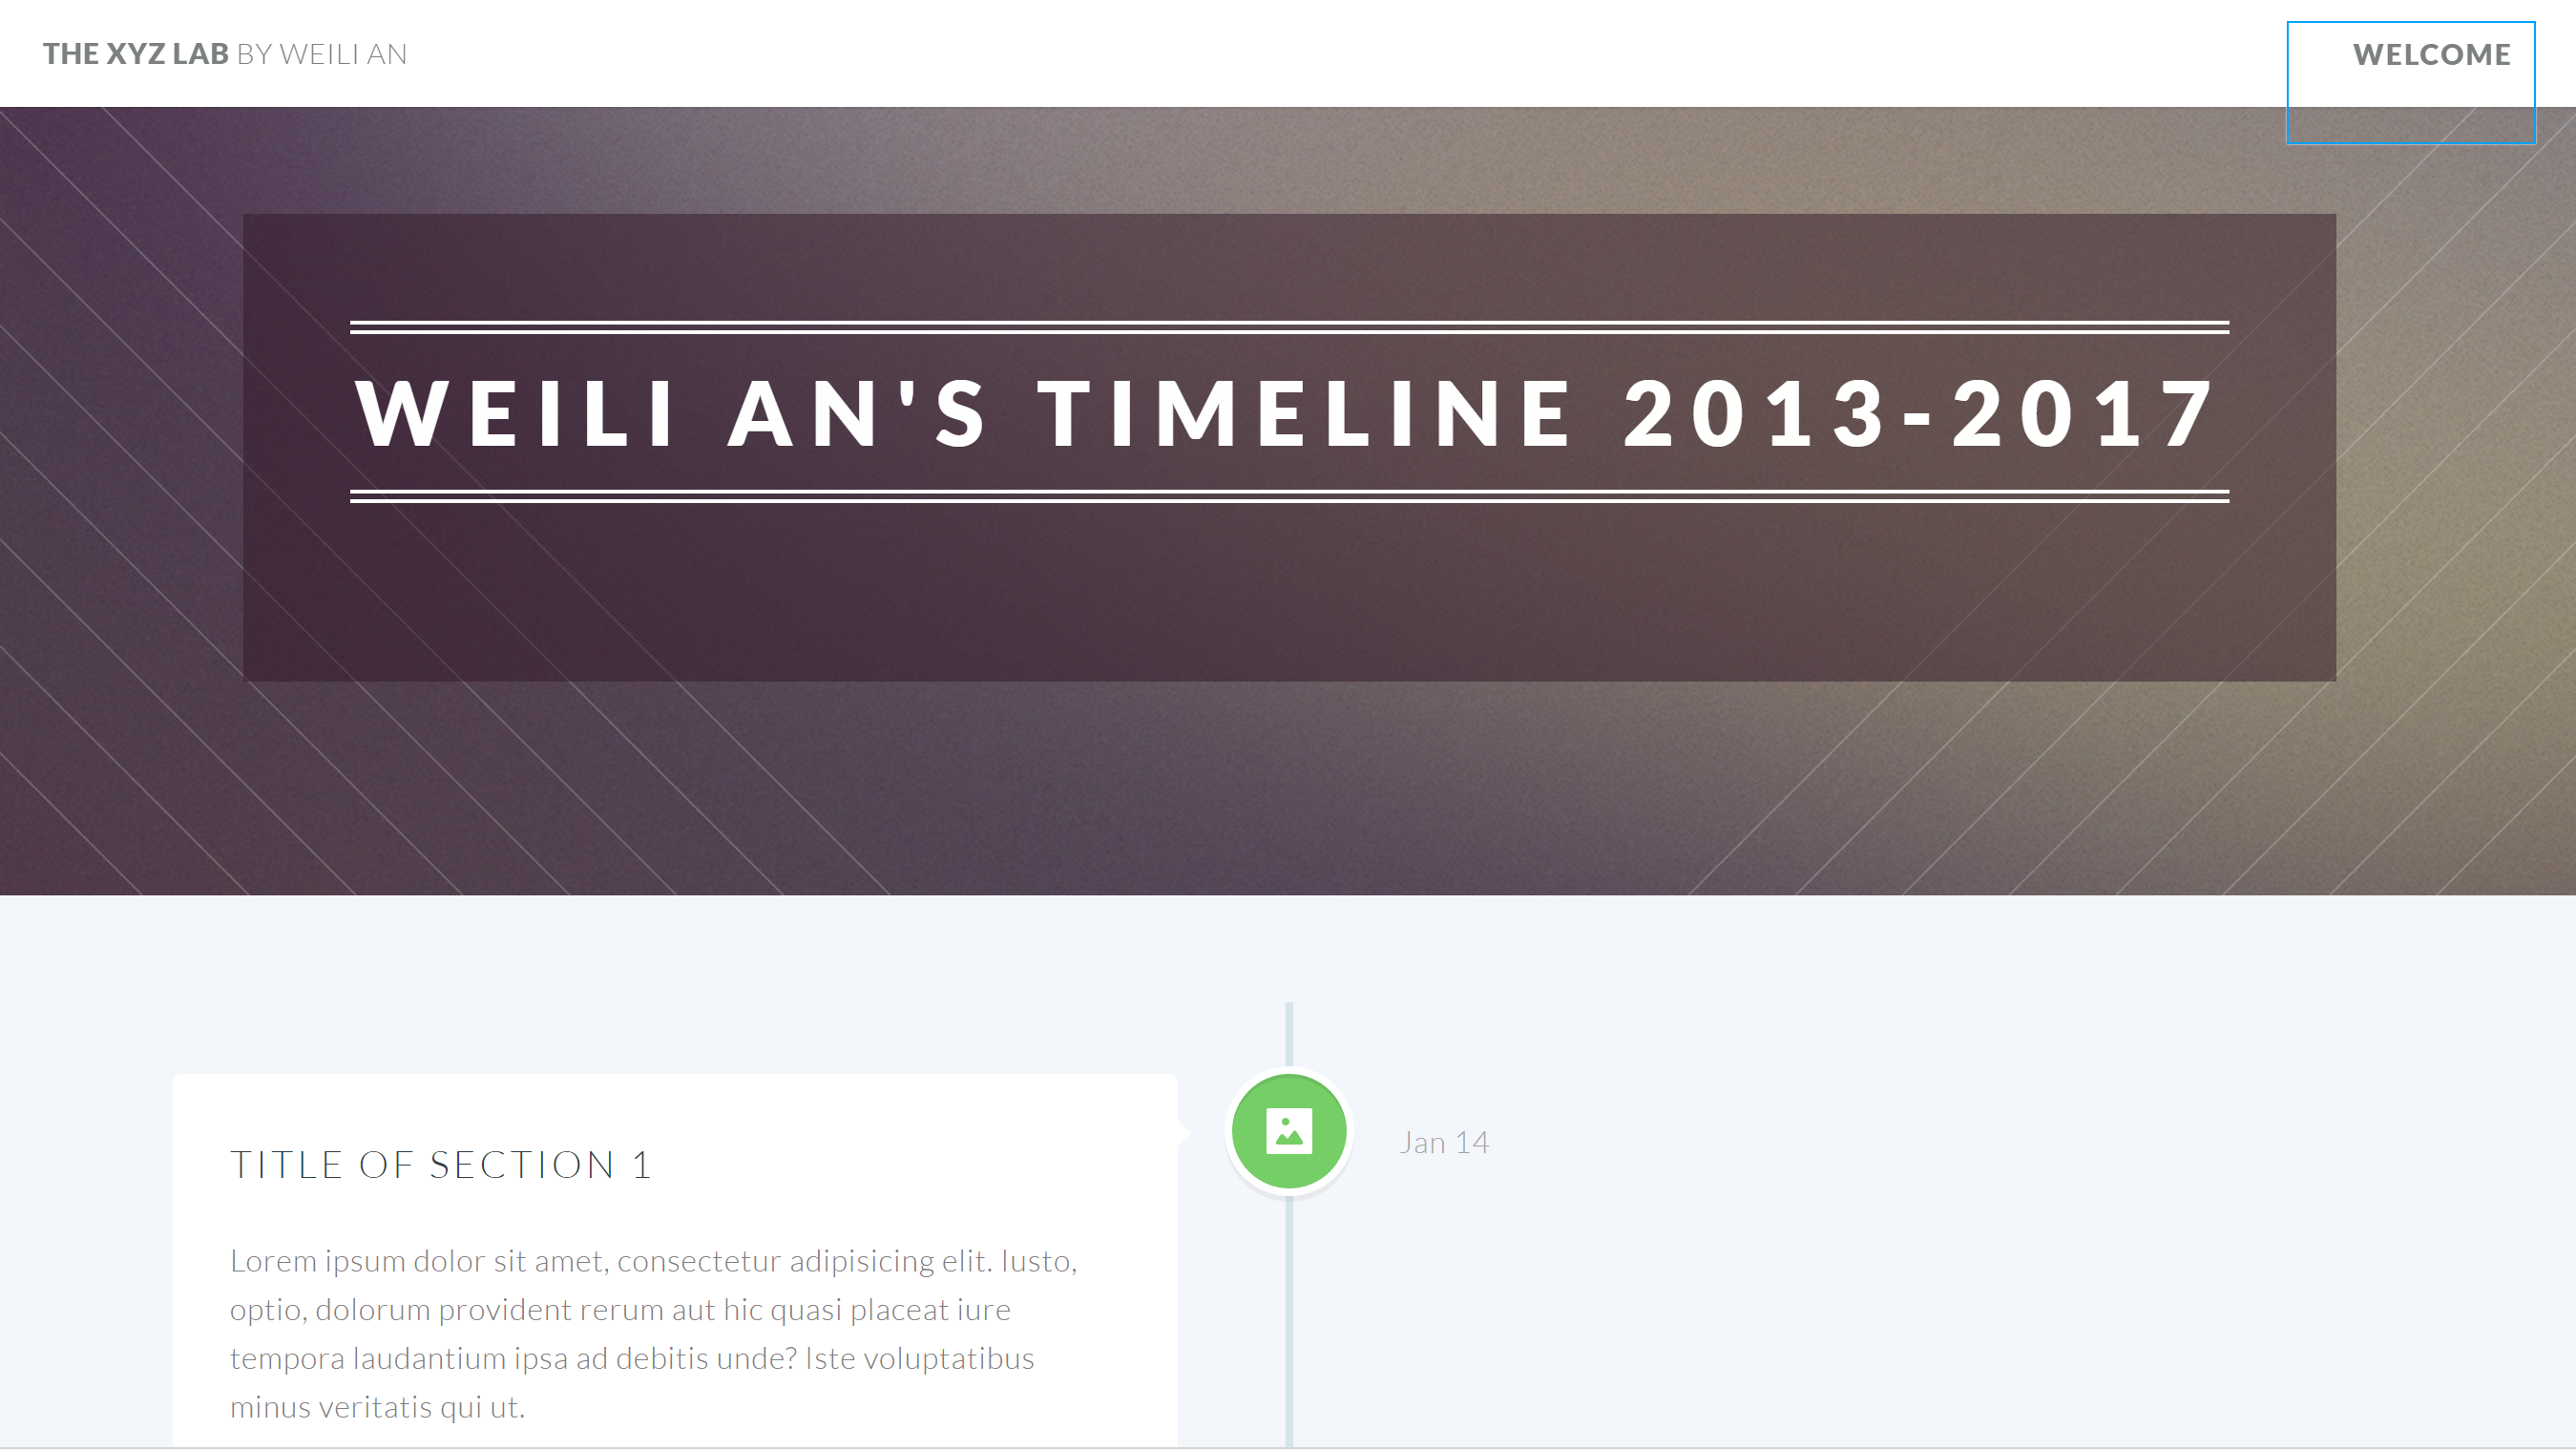 THE XYZ LAB BY WEILI AN
WELCOME
WEILI AN'S TIMELINE 2013-2017
TITLE OF SECTION 1
Jan 14
Lorem ipsum dolor sit amet, consectetur adipisicing elit. Iusto,
optio, dolorum provident rerum aut hic quasi placeat iure
tempora laudantium ipsa ad debitis unde? Iste voluptatibus
minus veritatis qui ut.